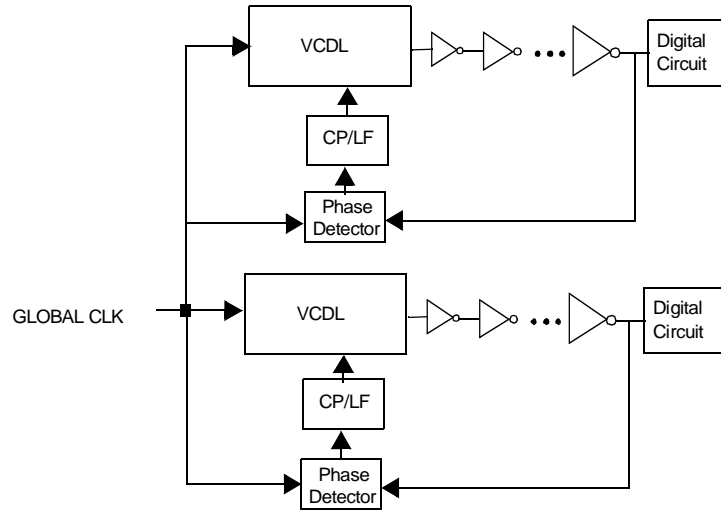 VCDL
Digital
Circuit
CP/LF
Phase
Detector
GLOBAL CLK
VCDL
Digital
Circuit
CP/LF
Phase
Detector